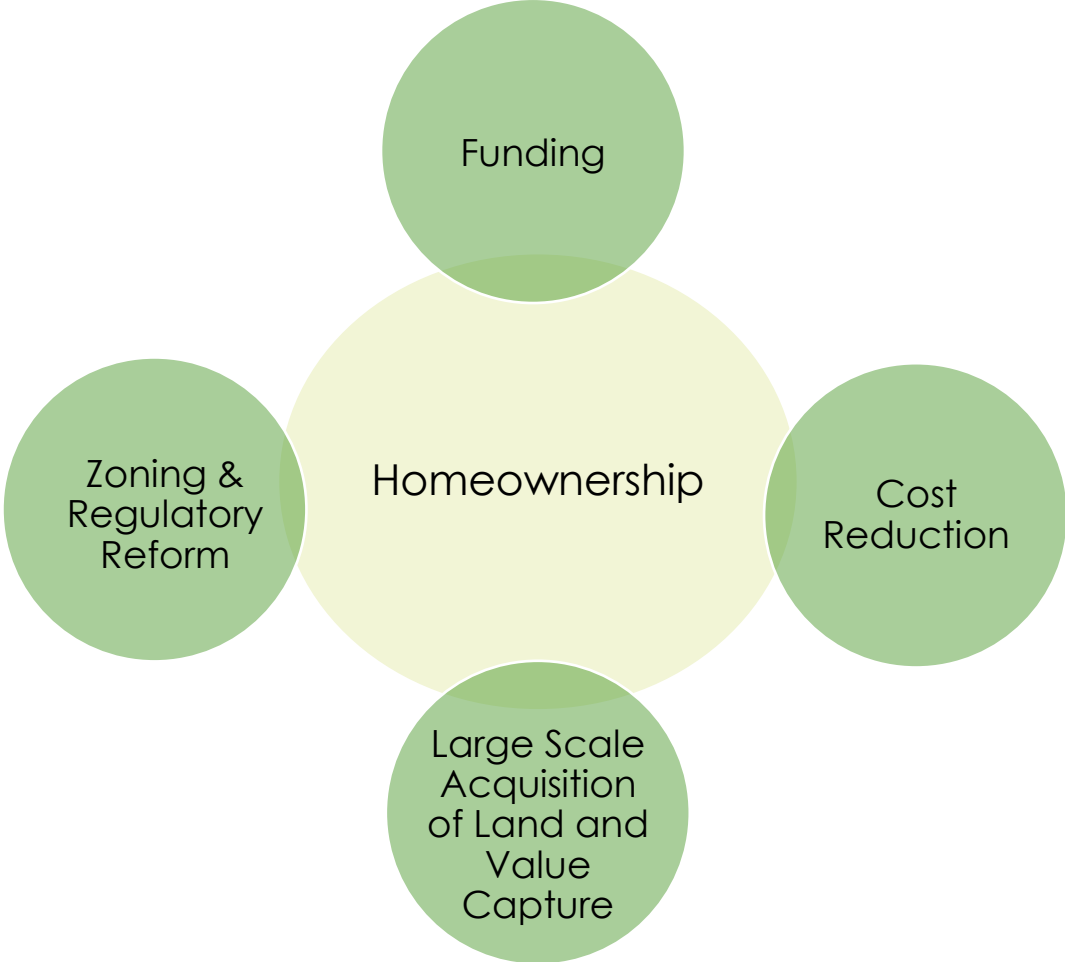 Funding
Zoning &
Regulatory
Reform
Homeownership
Cost
Reduction
Large Scale
Acquisition
of Land and
Value
Capture